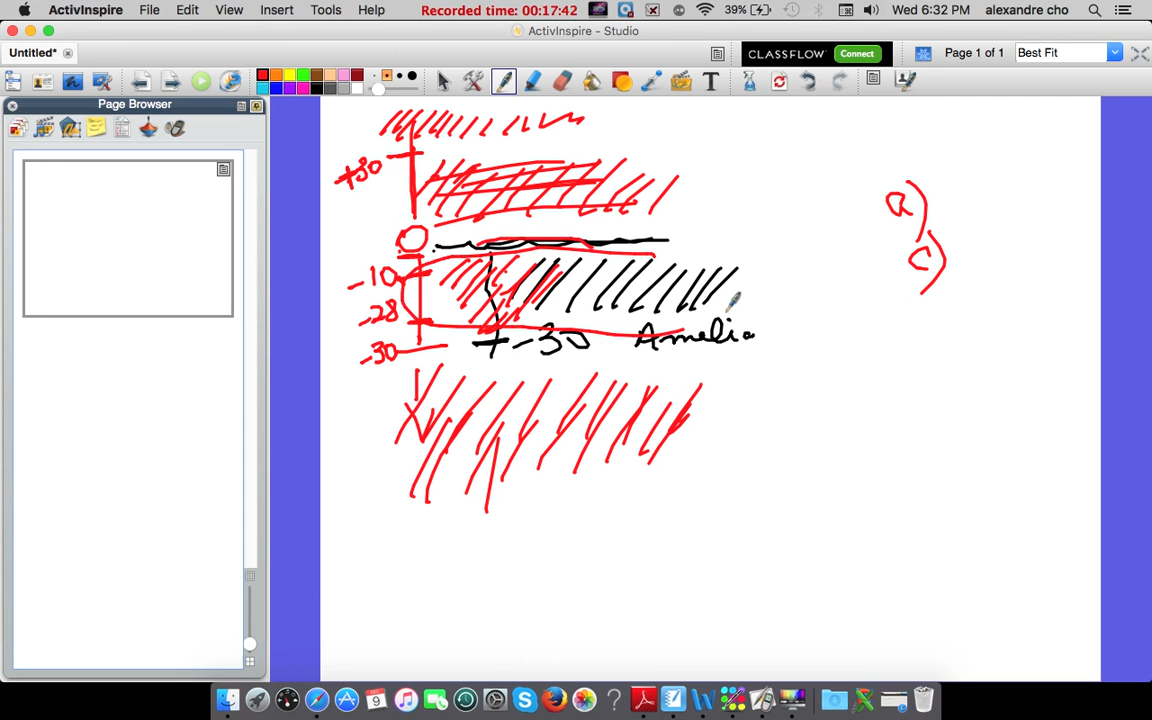 ActivInspire File Edit View Insert Tools Help Recorded time: 00:17:42 39% Wed 6:32 PM alexandre cho
ActivInspire - Studio
Untitled* CLASSFLOW Connect Page 1 of 1 Best Fit
Page Browser
+30
a)
0
c)
-10
-28
-30 Amelia
-30